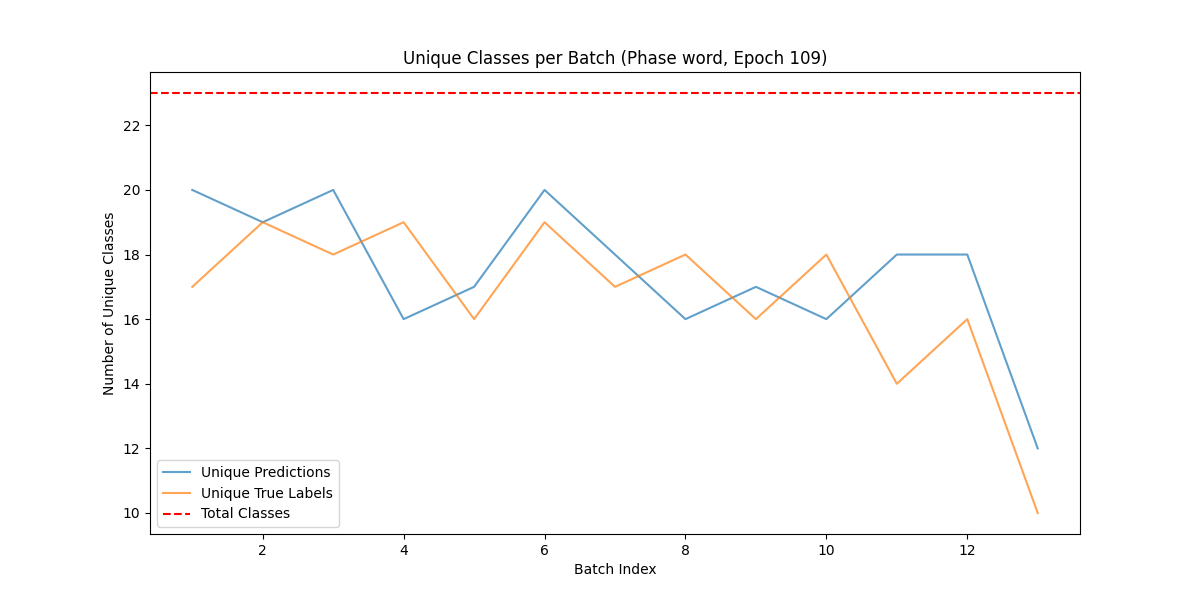 Unique Classes per Batch (Phase word, Epoch 109)
Number of Unique Classes
22
20
18
16
14
12
10
Unique Predictions
Unique True Labels
Total Classes
2
4
6
8
10
12
Batch Index